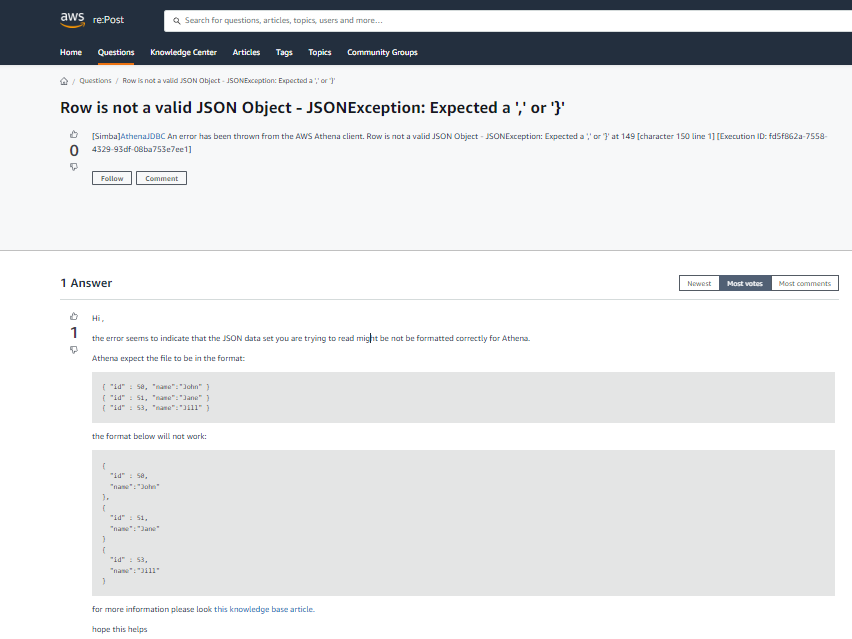 aws re:Post
Search for questions, articles, topics, users and more...
Home Questions Knowledge Center Articles Tags Topics Community Groups
/ Questions / Row is not a valid JSON Object - JSONException: Expected a ',' or '}'
Row is not a valid JSON Object - JSONException: Expected a ',' or '}'
[Simba]AthenaJDBC An error has been thrown from the AWS Athena client. Row is not a valid JSON Object - JSONException: Expected a ',' or '}' at 149 [character 150 line 1] [Execution ID: fd5f862a-7558-
0
4329-93df-08ba753e7ee1]
Follow Comment
1 Answer
Newest Most votes Most comments
Hi ,
1
the error seems to indicate that the JSON data set you are trying to read might be not be formatted correctly for Athena.
Athena expect the file to be in the format:
{ "id" : 50, "name":"John" }
{ "id" : 51, "name":"Jane" }
{ "id" : 53, "name":"Jill" }
the format below will not work:
{
"id" : 50,
"name":"John"
},
{
"id" : 51,
"name":"Jane"
}
{
"id" : 53,
"name":"Jill"
}
for more information please look this knowledge base article.
hope this helps